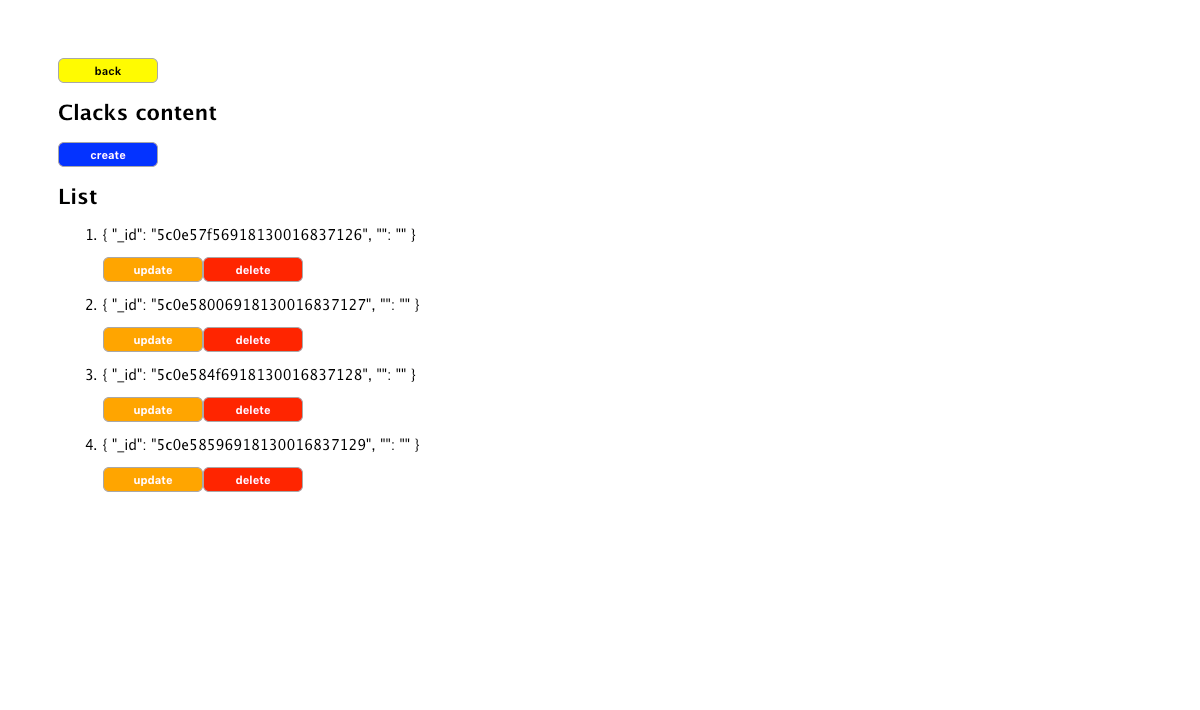 back
Clacks content
create
List
1. { "_id": "5c0e57f56918130016837126", "": "" }
update delete
2. { "_id": "5c0e58006918130016837127", "": "" }
update delete
3. { "_id": "5c0e584f6918130016837128", "": "" }
update delete
4. { "_id": "5c0e58596918130016837129", "": "" }
update delete